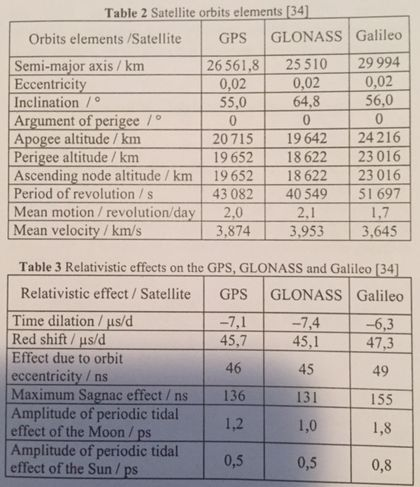 Table 2 Satellite orbits elements [34]
Orbits elements /Satellite GPS GLONASS Galileo
Semi-major axis / km 26 561,8 25 510 29 994
Eccentricity 0,02 0,02 0,02
Inclination / ° 55,0 64,8 56,0
Argument of perigee / ° 0 0 0
Apogee altitude / km 20 715 19 642 24 216
Perigee altitude / km 19 652 18 622 23 016
Ascending node altitude / km 19 652 18 622 23 016
Period of revolution / s 43 082 40 549 51 697
Mean motion / revolution/day 2,0 2,1 1,7
Mean velocity / km/s 3,874 3,953 3,645
Table 3 Relativistic effects on the GPS, GLONASS and Galileo [34]
Relativistic effect / Satellite GPS GLONASS Galileo
Time dilation / μs/d –7,1 –7,4 –6,3
Red shift / μs/d 45,7 45,1 47,3
Effect due to orbit
eccentricity / ns 46 45 49
Maximum Sagnac effect / ns 136 131 155
Amplitude of periodic tidal
effect of the Moon / ps 1,2 1,0 1,8
Amplitude of periodic tidal
effect of the Sun / ps 0,5 0,5 0,8